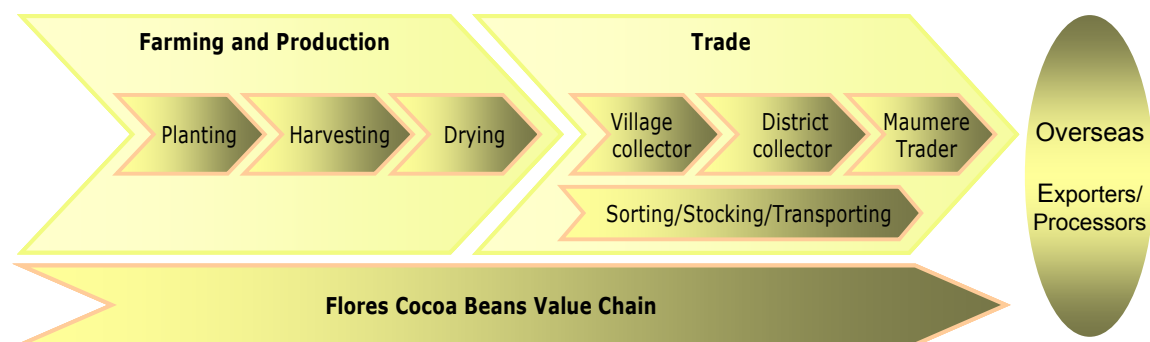 Farming and Production
Planting
Harvesting
Drying
Trade
Village
collector
District
collector
Maumere
Trader
Sorting/Stocking/Transporting
Overseas
Exporters/
Processors
Flores Cocoa Beans Value Chain